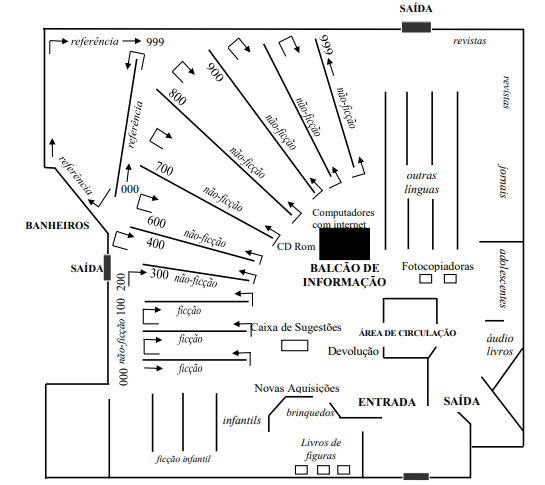 SAÍDA
referência
999
revistas
999
900
800
700
600
400
300
200
100
000
000
referência
referência
não-ficção
não-ficção
não-ficção
não-ficção
não-ficção
não-ficção
não-ficção
não-ficção
revistas
jornais
outras
línguas
adolescentes
áudio
livros
BANHEIROS
SAÍDA
Computadores
com internet
CD Rom
BALCÃO DE
INFORMAÇÃO
Fotocopiadoras
ficção
ficção
ficção
Caixa de Sugestões
ÁREA DE CIRCULAÇÃO
Devolução
Novas Aquisições
brinquedos
ENTRADA
SAÍDA
infantils
Livros de
figuras
ficção infantil